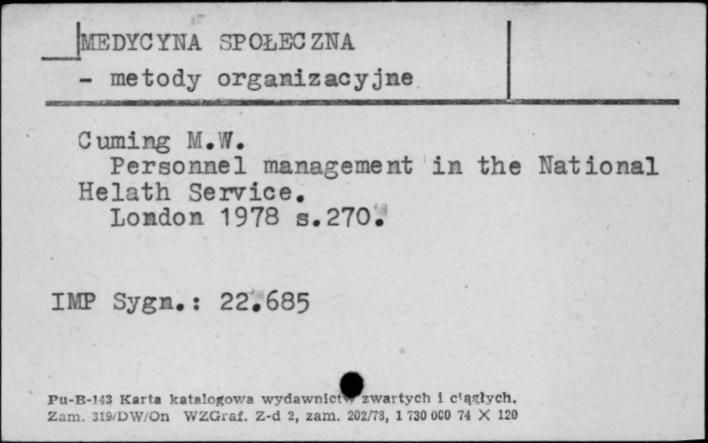 MEDYCYNA SPOŁECZNA
- metody organizacyjne
Cuming M.W.
Personnel management in the National
Helath Service.
London 1978 s.270.
IMP Sygn.: 22.685
Pu-B-143 Karta katalogowa wydawnictw zwartych i ciągłych.
Zam. 319/DW/On WZGraf. Z-d 2, zam. 202/78, 1 730 000 74 X 120